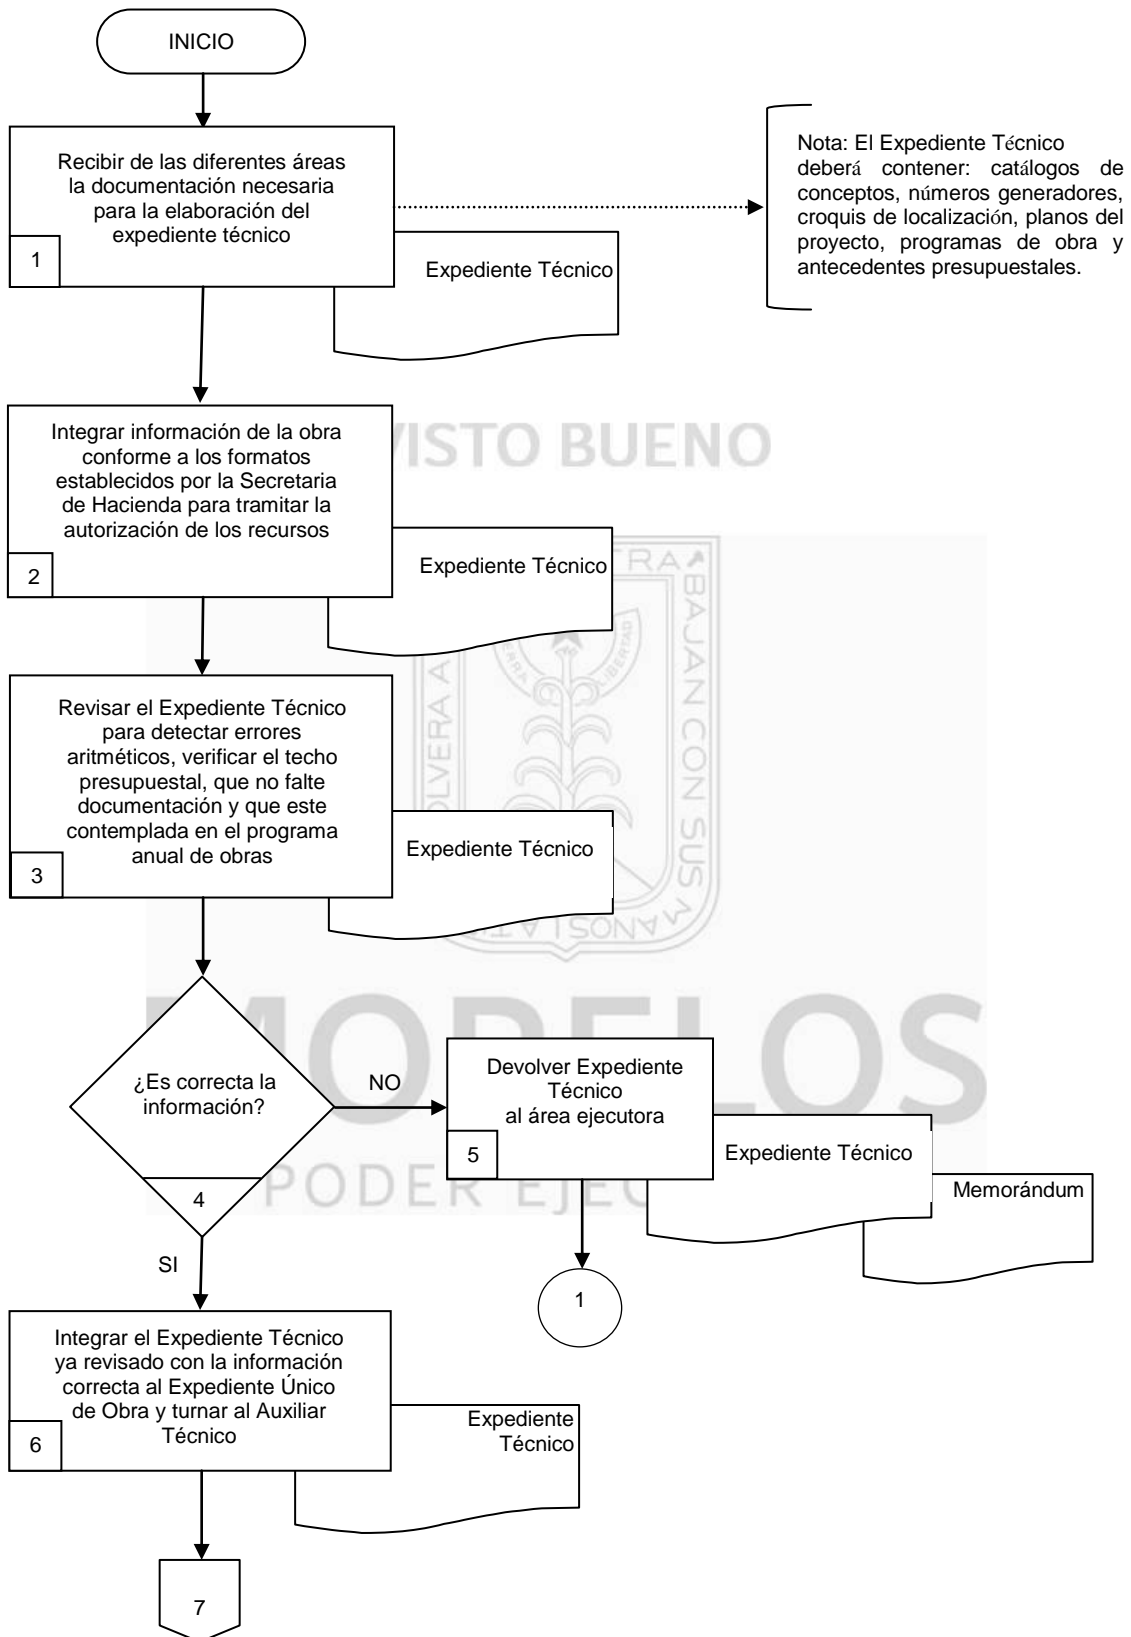 INICIO
Recibir de las diferentes áreas
la documentación necesaria
para la elaboración del
expediente técnico
1
Expediente Técnico
Nota: El Expediente Técnico
deberá contener: catálogos de
conceptos, números generadores,
croquis de localización, planos del
proyecto, programas de obra y
antecedentes presupuestales.
VISTO BUENO
Integrar información de la obra
conforme a los formatos
establecidos por la Secretaria
de Hacienda para tramitar la
autorización de los recursos
2
Expediente Técnico
Revisar el Expediente Técnico
para detectar errores
aritméticos, verificar el techo
presupuestal, que no falte
documentación y que este
contemplada en el programa
anual de obras
3
Expediente Técnico
BAJAN CON SUS MANOS
LIBERTAD
MORELOS
PODER EJEC
¿Es correcta la
información?
4
NO
Devolver Expediente
Técnico
al área ejecutora
5
Expediente Técnico
Memorándum
1
SI
Integrar el Expediente Técnico
ya revisado con la información
correcta al Expediente Único
de Obra y turnar al Auxiliar
Técnico
6
Expediente
Técnico
7